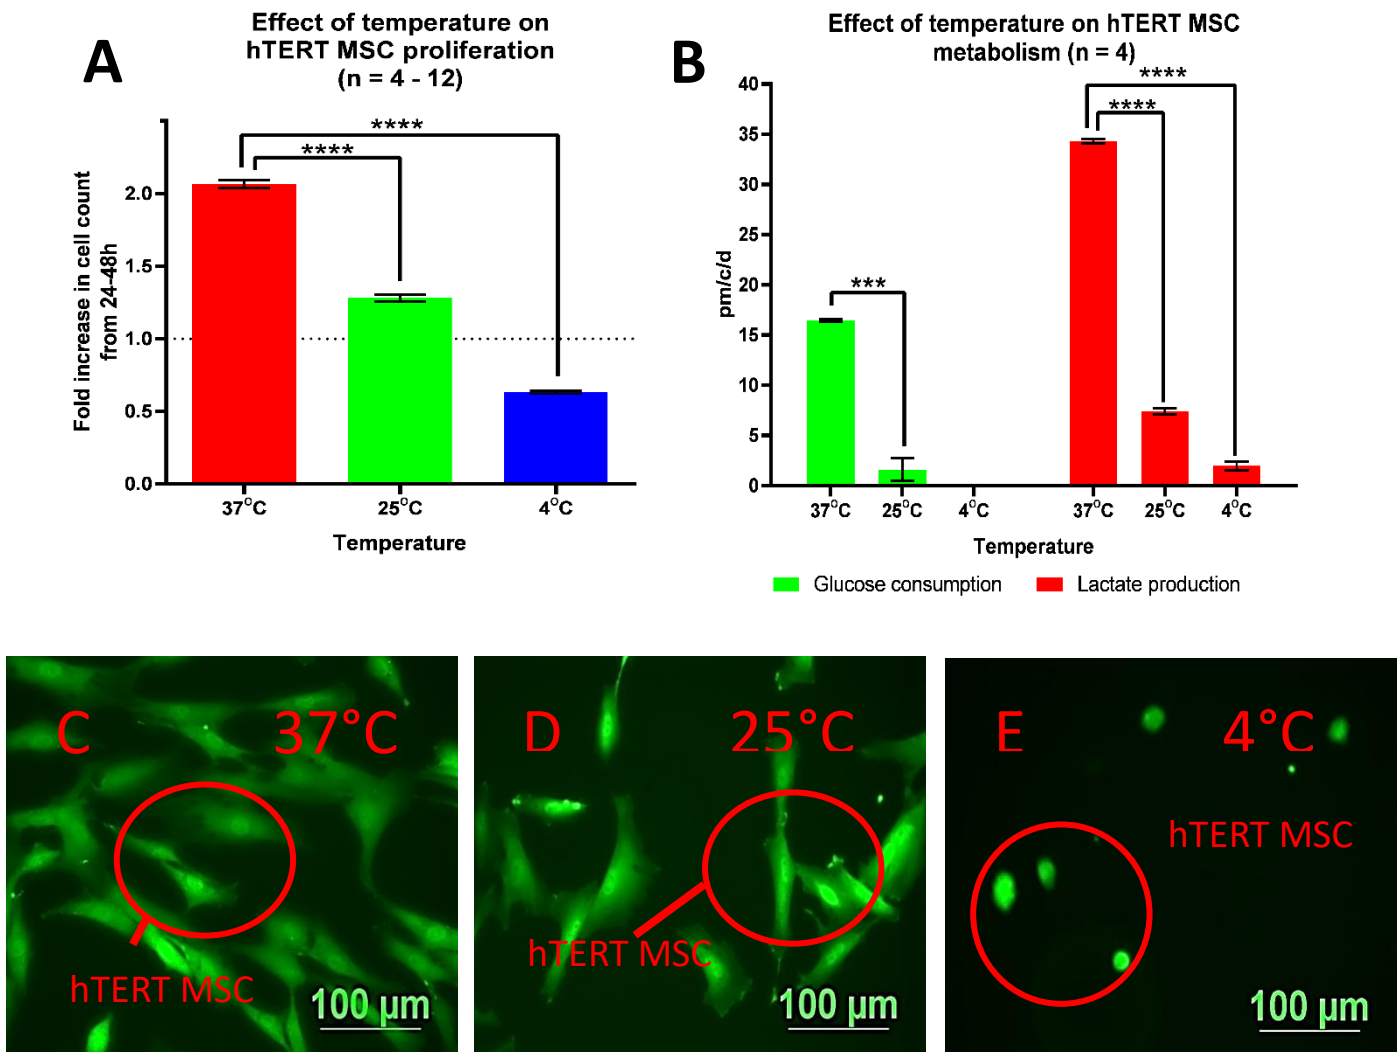 A
Effect of temperature on
hTERT MSC proliferation
(n = 4 - 12)
****
****
Fold increase in cell count
from 24-48h
2.0
1.5
1.0
0.5
0.0
37°C
25°C
4°C
Temperature
B
Effect of temperature on hTERT MSC
metabolism (n = 4)
****
****
***
pm/c/d
40
35
30
25
20
15
10
5
0
37°C
25°C
4°C
37°C
25°C
4°C
Temperature
Glucose consumption
Lactate production
C
37°C
hTERT MSC
100 µm
D
25°C
hTERT MSC
100 µm
E
4°C
hTERT MSC
100 µm